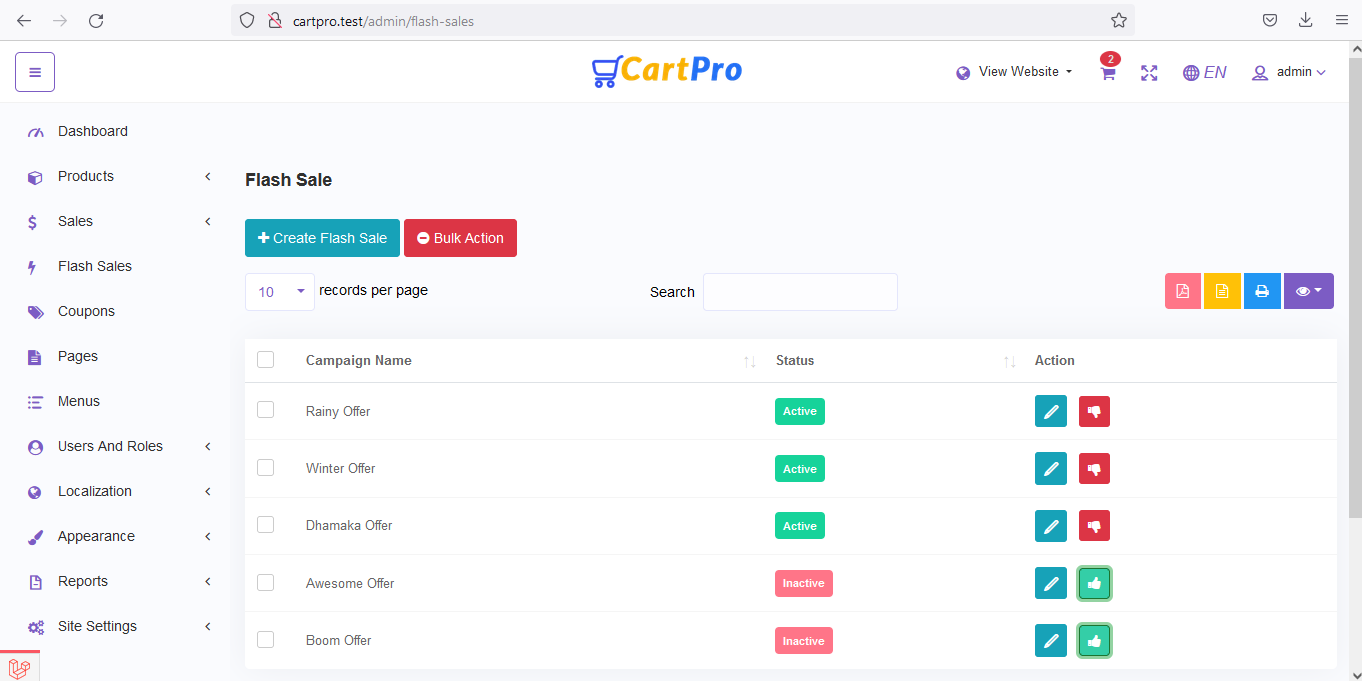 cartpro.test/admin/flash-sales
CartPro
View Website
2
EN
admin
Dashboard
Products
Sales
Flash Sales
Coupons
Pages
Menus
Users And Roles
Localization
Appearance
Reports
Site Settings
Flash Sale
Create Flash Sale
Bulk Action
10 records per page
Search
Campaign Name Status Action
Rainy Offer Active
Winter Offer Active
Dhamaka Offer Active
Awesome Offer Inactive
Boom Offer Inactive